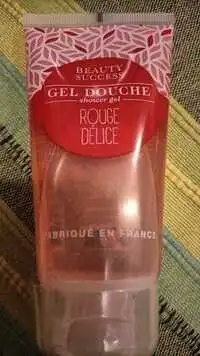 BEAUTY
SUCCESS
GEL DOUCHE
shower gel
ROUGE
DÉLICE
FABRIQUÉ EN FRANCE